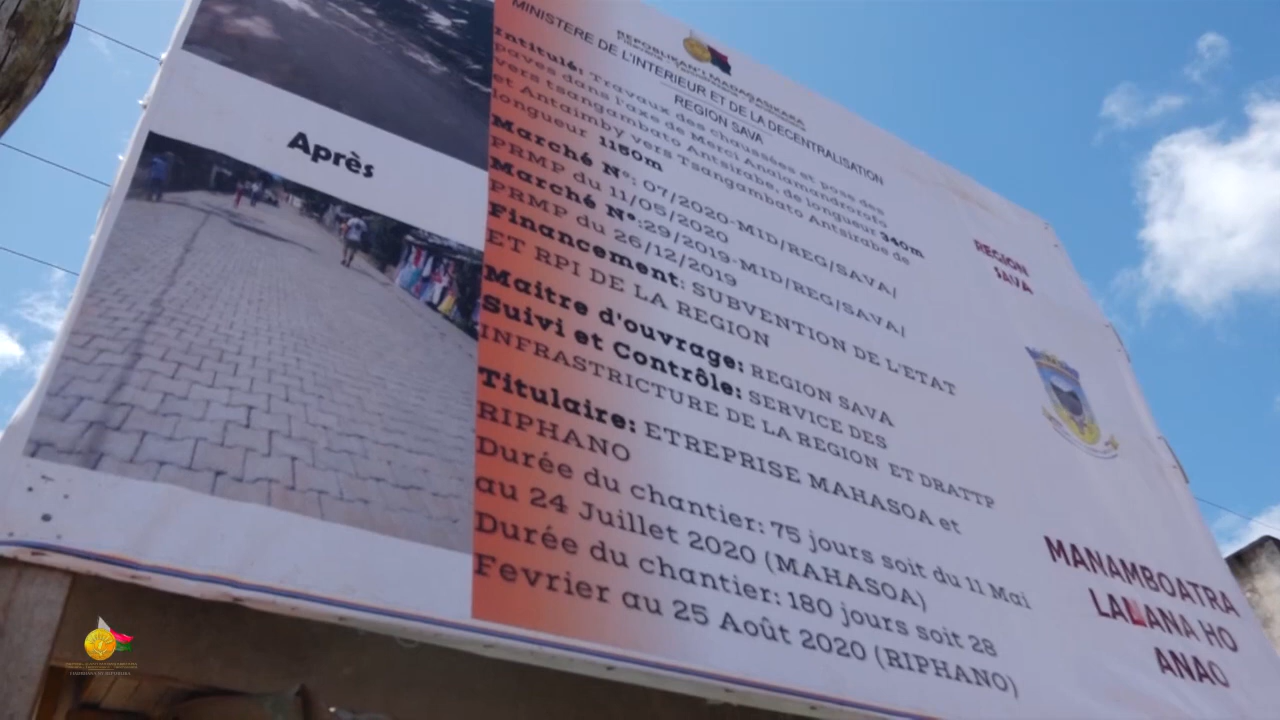 Après
REPOBLIKAN'I MADAGASIKARA
MINISTERE DE L'INTERIEUR ET DE LA DECENTRALISATION
REGION SAVA
Intitulé: Travaux des chaussées et pose des
paves dans l'axe de Merci Analamandrorofo
vers Tsangambato Antsirabe, de longueur 340m
et Antaimby vers Tsangambato Antsirabe de
longueur 1150m
Marché N°: 07/2020-MID/REG/SAVA/
PRMP du 11/05/2020
Marché N°:29/2019-MID/REG/SAVA/
PRMP du 26/12/2019
Financement: SUBVENTION DE L'ETAT
ET RPI DE LA REGION
Maitre d'ouvrage: REGION SAVA
Suivi et Contrôle: SERVICE DES
INFRASTRICTURE DE LA REGION ET DRATTP
Titulaire: ETREPRISE MAHASOA et
RIPHANO
Durée du chantier: 75 jours soit du 11 Mai
au 24 Juillet 2020 (MAHASOA)
Durée du chantier: 180 jours soit 28
Fevrier au 25 Août 2020 (RIPHANO)
REGION
SAVA
MANAMBOATRA
LALANA HO
ANAO